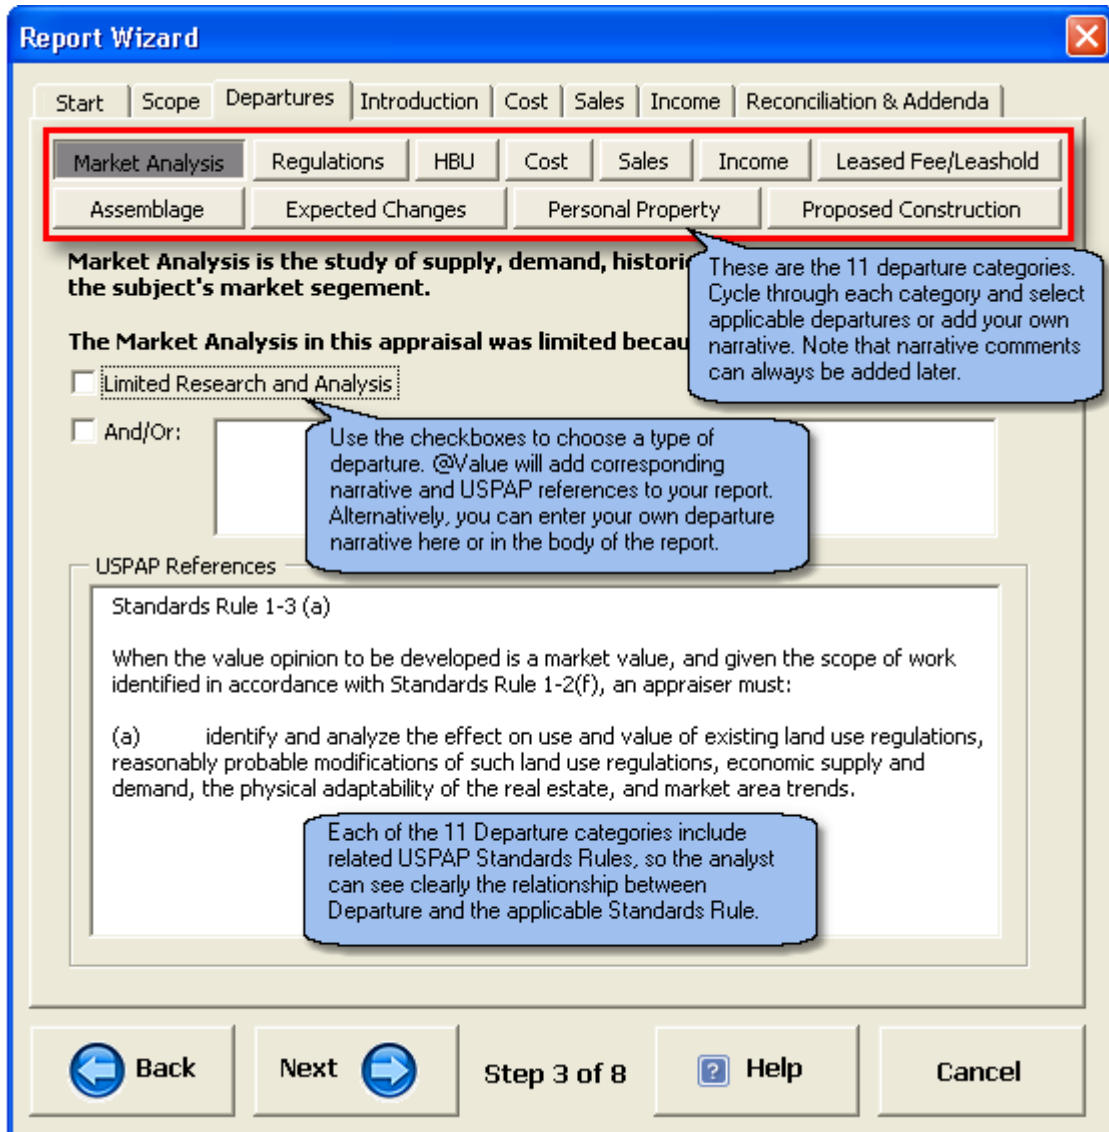 Report Wizard
Start Scope Departures Introduction Cost Sales Income Reconciliation & Addenda
Market Analysis Regulations HBU Cost Sales Income Leased Fee/Leashold
Assemblage Expected Changes Personal Property Proposed Construction
Market Analysis is the study of supply, demand,
the subject's market segement.
These are the 11 departure categories.
Cycle through each category and select
applicable departures or add your own
narrative. Note that narrative comments
can always be added later.
The Market Analysis in this appraisal was limited
Limited Research and Analysis
And/Or:
Use the checkboxes to choose a type of
departure. @Value will add corresponding
narrative and USPAP references to your report.
Alternatively, you can enter your own departure
narrative here or in the body of the report.
USPAP References
Standards Rule 1-3 (a)
When the value opinion to be developed is a market value, and given the scope of work
identified in accordance with Standards Rule 1-2(f), an appraiser must:
(a) identify and analyze the effect on use and value of existing land use regulations,
reasonably probable modifications of such land use regulations, economic supply and
demand, the physical adaptability of the real estate, and market area trends.
Each of the 11 Departure categories include
related USPAP Standards Rules, so the analyst
can see clearly the relationship between
Departure and the applicable Standards Rule.
Back Next Step 3 of 8 ? Help Cancel